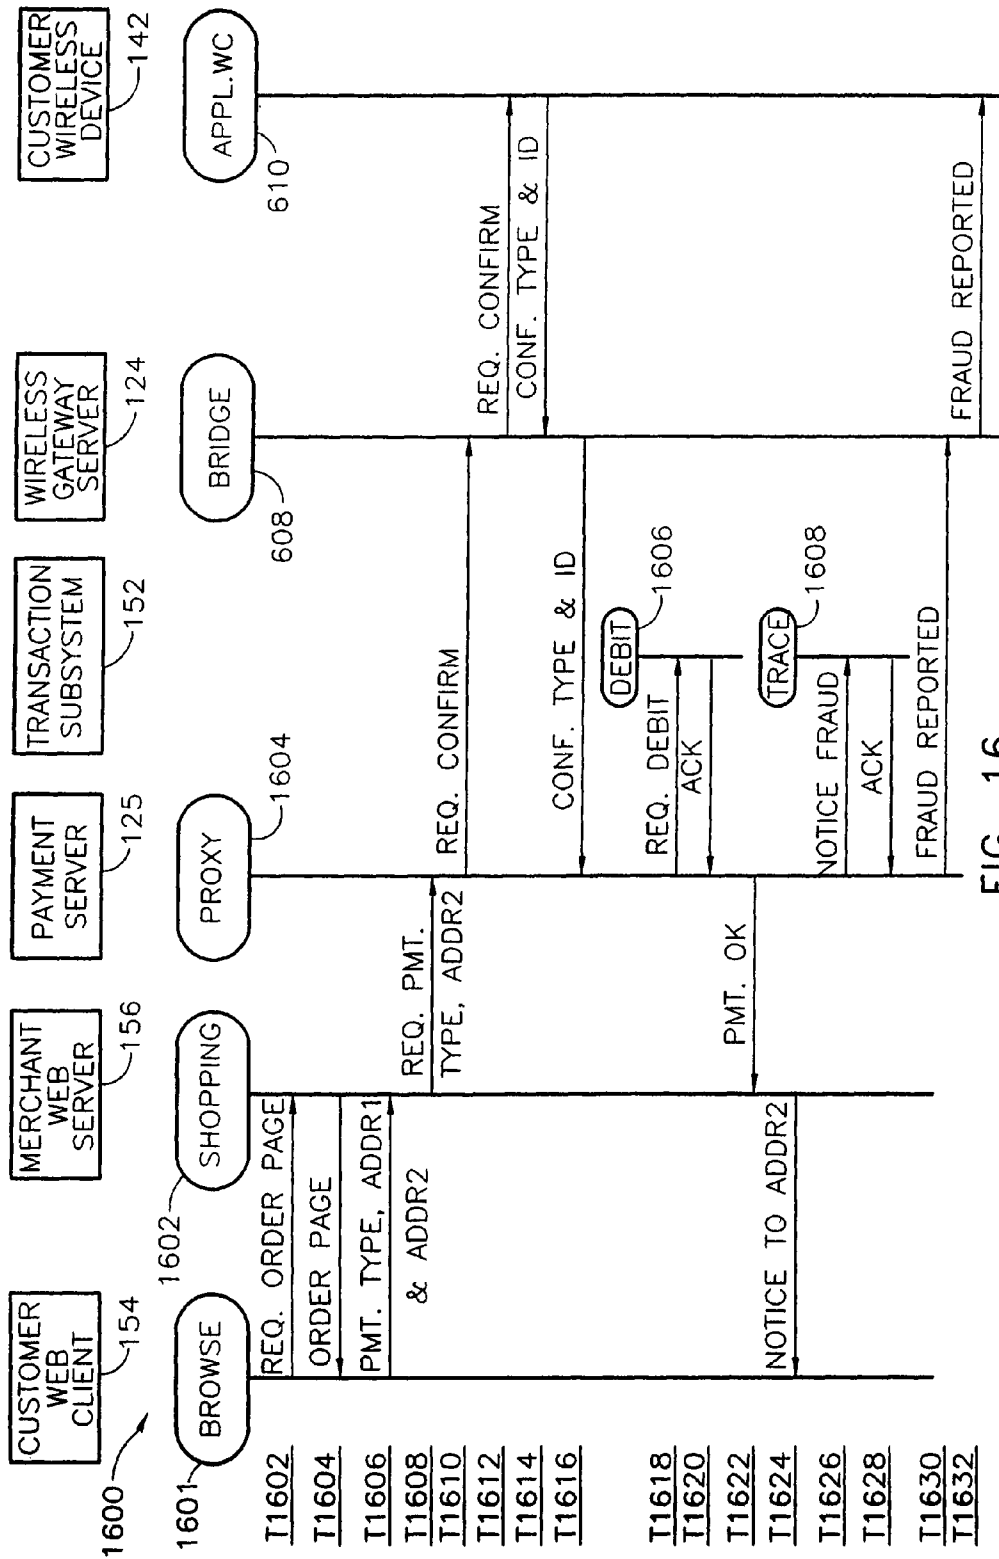 CUSTOMER
WEB
CLIENT
154
MERCHANT
WEB
SERVER
156
PAYMENT
SERVER
125
TRANSACTION
SUBSYSTEM
152
WIRELESS
GATEWAY
SERVER
124
CUSTOMER
WIRELESS
DEVICE
142
1600
1601
BROWSE
1602
SHOPPING
PROXY
1604
BRIDGE
608
APPL.WC
610
T1602
REQ. ORDER PAGE
T1604
ORDER PAGE
T1606
PMT. TYPE, ADDR1
& ADDR2
T1608
REQ. PMT.
TYPE, ADDR2
T1610
REQ. CONFIRM
T1612
REQ. CONFIRM
T1614
CONF. TYPE & ID
T1616
CONF. TYPE & ID
DEBIT
1606
T1618
REQ. DEBIT
T1620
ACK
T1622
PMT. OK
T1624
NOTICE TO ADDR2
TRACE
1608
T1626
NOTICE FRAUD
T1628
ACK
T1630
FRAUD REPORTED
T1632
FRAUD REPORTED
FIG. 16